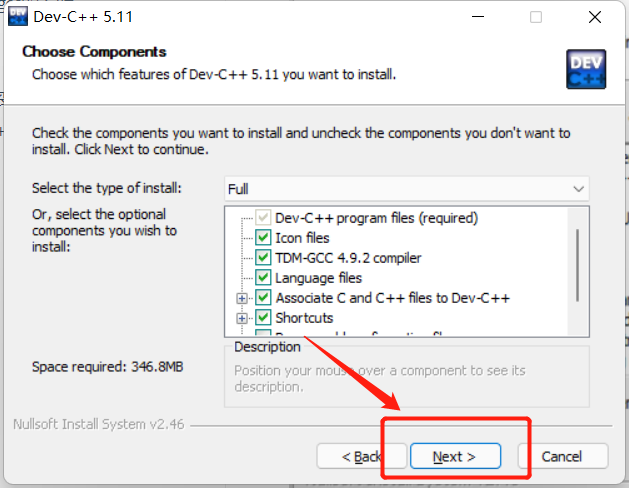 Dev-C++ 5.11
Choose Components
Choose which features of Dev-C++ 5.11 you want to install.
DEV
C++
Check the components you want to install and uncheck the components you don't want to
install. Click Next to continue.
Select the type of install:
Full
Or, select the optional
components you wish to
install:
Dev-C++ program files (required)
Icon files
TDM-GCC 4.9.2 compiler
Language files
Associate C and C++ files to Dev-C++
Shortcuts
Space required: 346.8MB
Description
Position your mouse over a component to see its
description.
Nullsoft Install System v2.46
< Back
Next >
Cancel